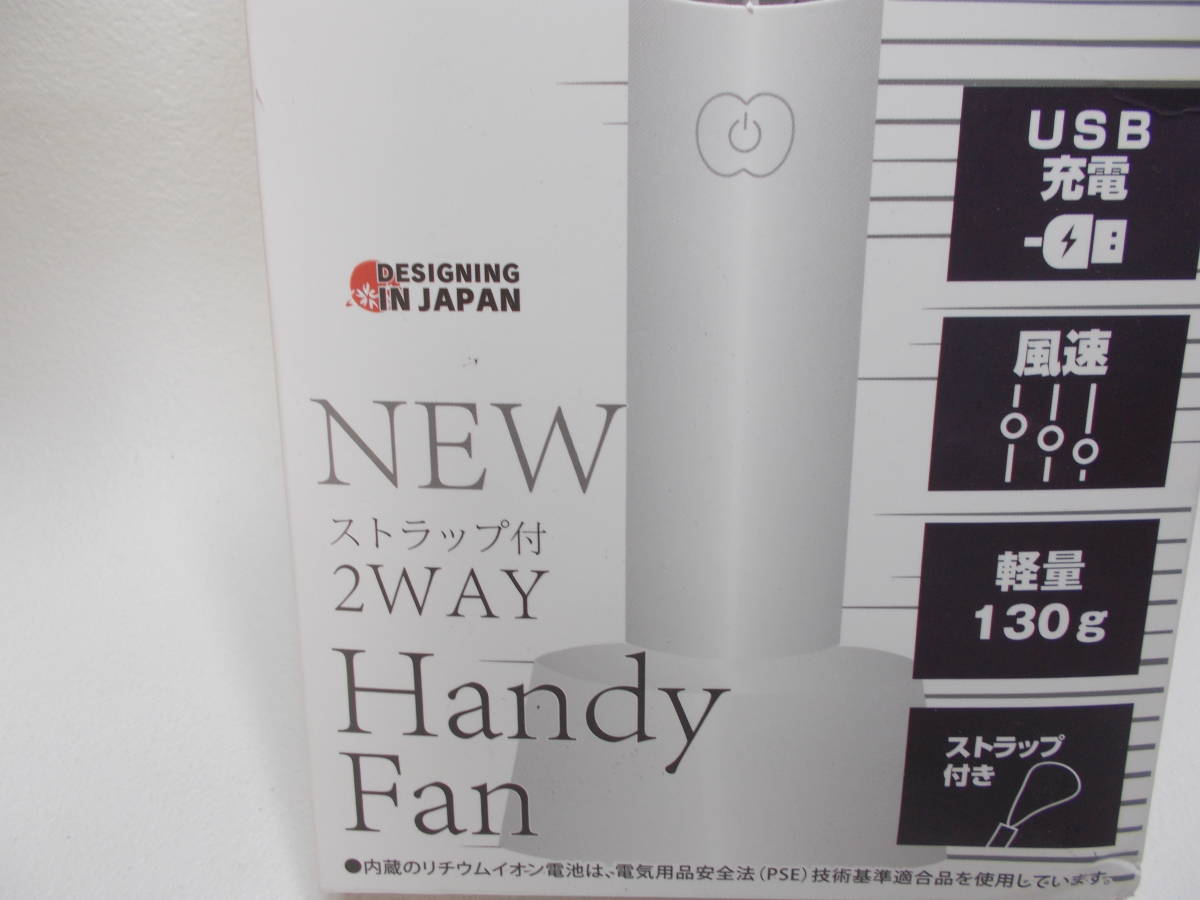 DESIGNING
IN JAPAN
NEW
ストラップ付
2WAY
Handy
Fan
USB
充電
風速
軽量
130g
ストラップ
付き
●内蔵のリチウムイオン電池は、電気用品安全法(PSE)技術基準適合品を使用しています。